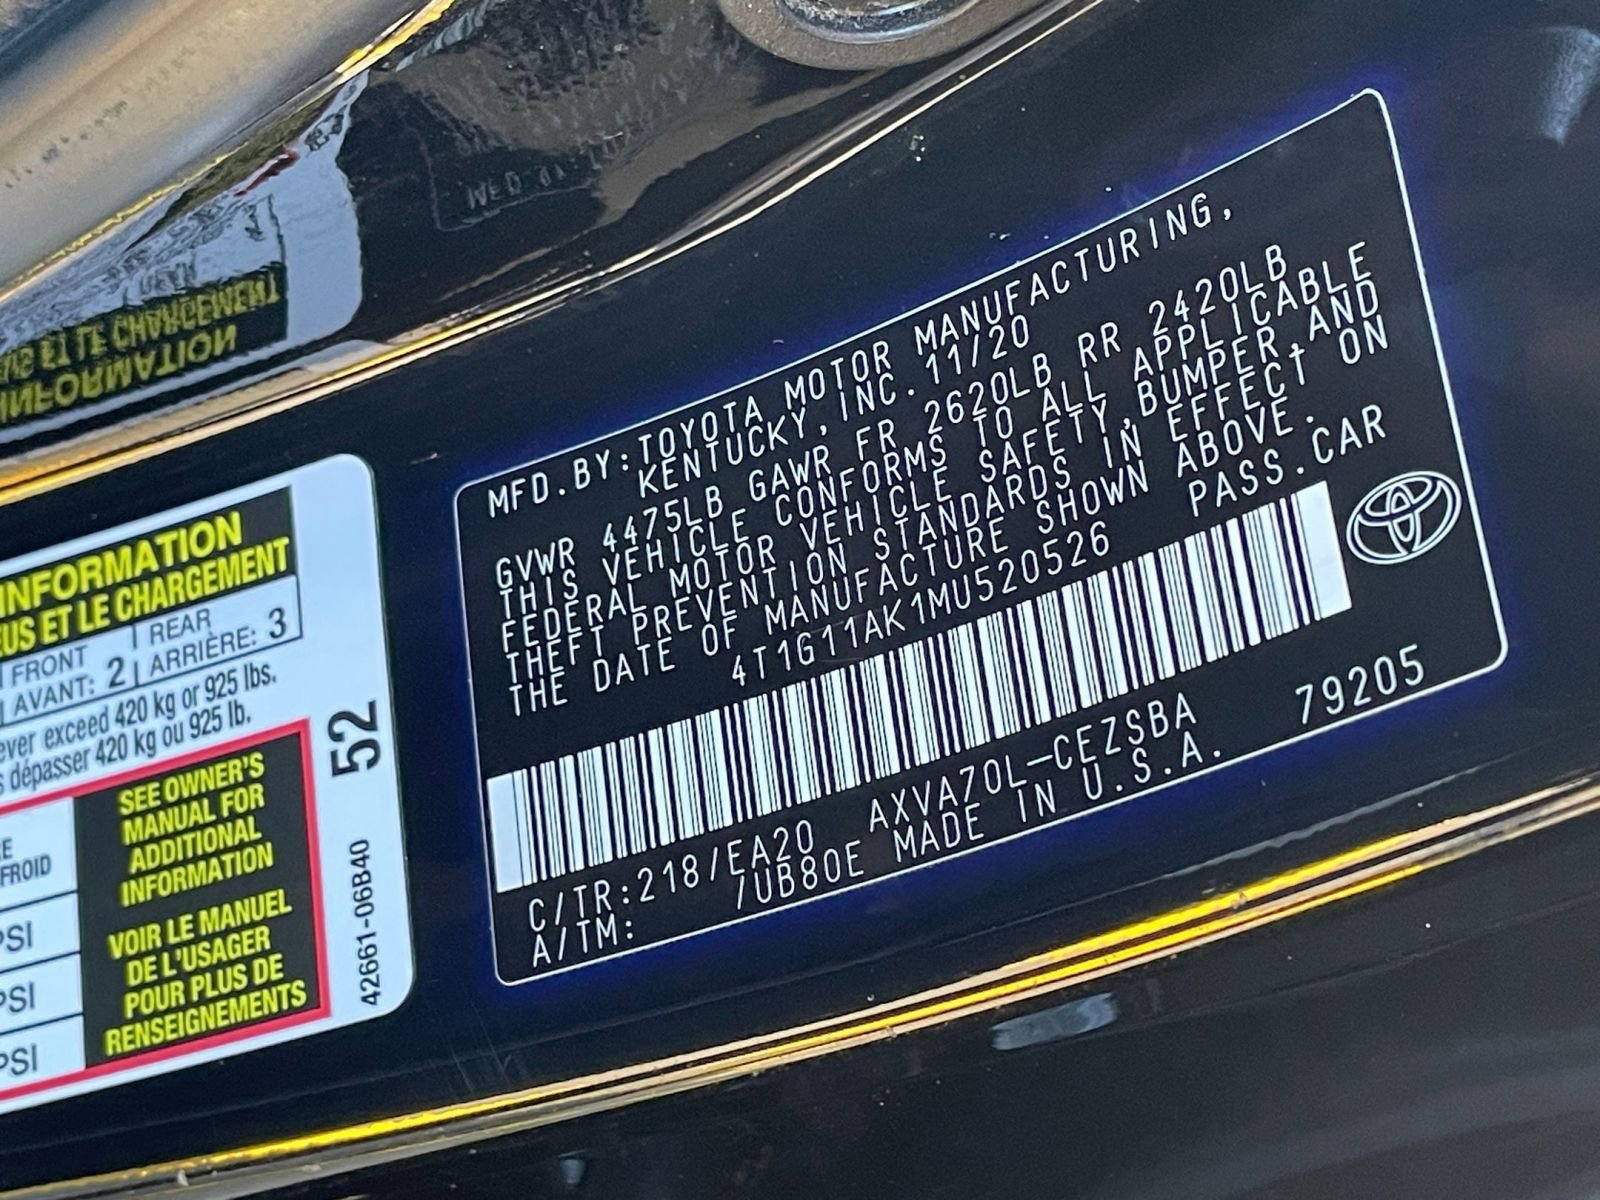 INFORMATION
EUS ET LE CHARGEMENT
FRONT
AVANT: 2
REAR
ARRIÈRE: 3
ever exceed 420 kg or 925 lbs.
s dépasser 420 kg ou 925 lb.
SEE OWNER'S
MANUAL FOR
ADDITIONAL
INFORMATION
VOIR LE MANUEL
DE L'USAGER
POUR PLUS DE
RENSEIGNEMENTS
E
FROID
PSI
PSI
PSI
52
42661-06B40
MFD.BY:TOYOTA MOTOR MANUFACTURING,
KENTUCKY,INC.11/20
GVWR 4475LB GAWR FR 2620LB RR 2420LB
THIS VEHICLE CONFORMS TO ALL APPLICABLE
FEDERAL MOTOR VEHICLE SAFETY,BUMPER,AND
THEFT PREVENTION STANDARDS IN EFFECT ON
THE DATE OF MANUFACTURE SHOWN ABOVE.
4T1G11AK1MU520526 PASS.CAR
C/TR:218/EA20 AXVA70L-CEZSBA 79205
A/TM: /UB80E MADE IN U.S.A.